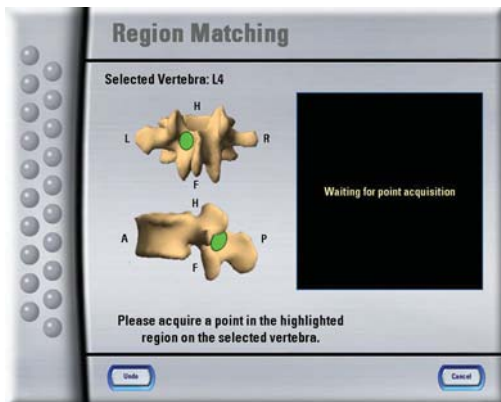 Region Matching
Selected Vertebra: L4
H
L
R
F
H
A
P
F
Waiting for point acquisition
Please acquire a point in the highlighted
region on the selected vertebra.
Undo
Cancel